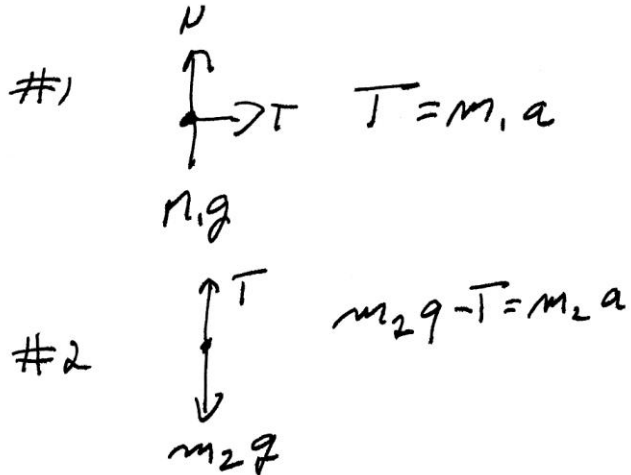 N
#1 T T = m₁ a
m₁g
T
m₂g - T = m₂ a
#2
m₂g